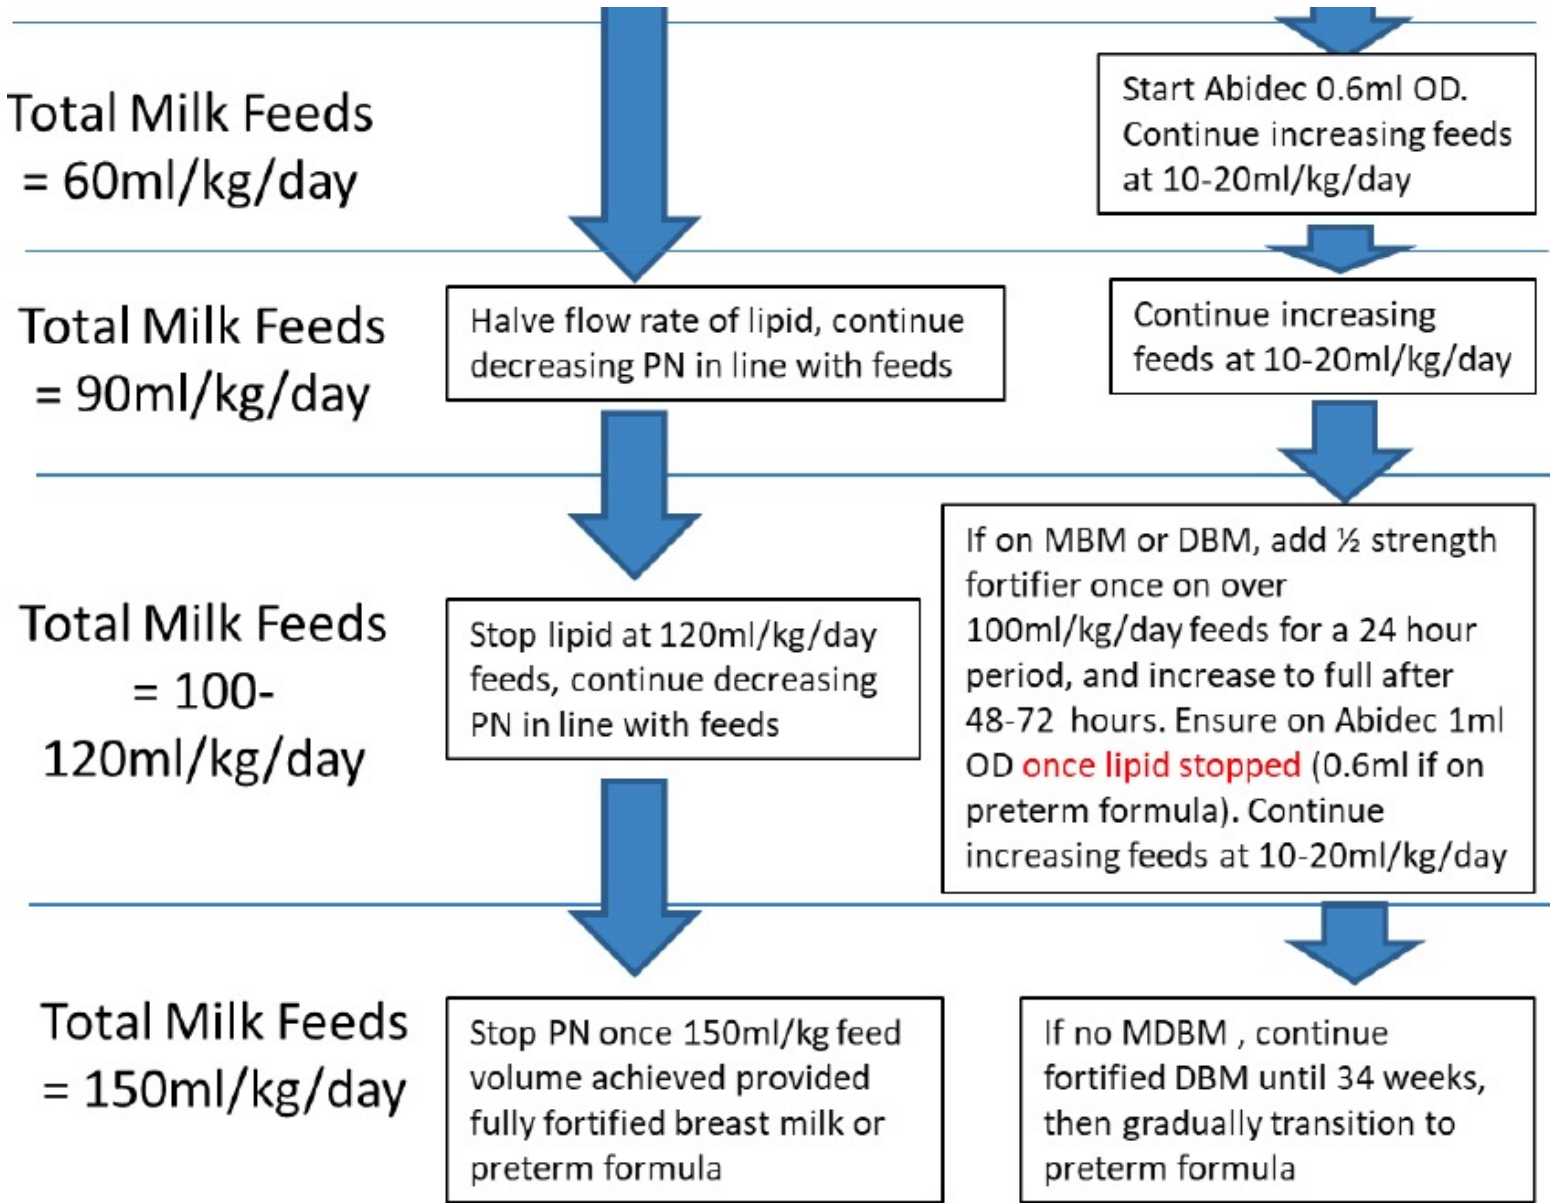 Total Milk Feeds
= 60ml/kg/day
Start Abidec 0.6ml OD.
Continue increasing feeds
at 10-20ml/kg/day
Total Milk Feeds
= 90ml/kg/day
Halve flow rate of lipid, continue
decreasing PN in line with feeds
Continue increasing
feeds at 10-20ml/kg/day
Total Milk Feeds
= 100-
120ml/kg/day
Stop lipid at 120ml/kg/day
feeds, continue decreasing
PN in line with feeds
If on MBM or DBM, add ½ strength
fortifier once on over
100ml/kg/day feeds for a 24 hour
period, and increase to full after
48-72 hours. Ensure on Abidec 1ml
OD once lipid stopped (0.6ml if on
preterm formula). Continue
increasing feeds at 10-20ml/kg/day
Total Milk Feeds
= 150ml/kg/day
Stop PN once 150ml/kg feed
volume achieved provided
fully fortified breast milk or
preterm formula
If no MDBM , continue
fortified DBM until 34 weeks,
then gradually transition to
preterm formula